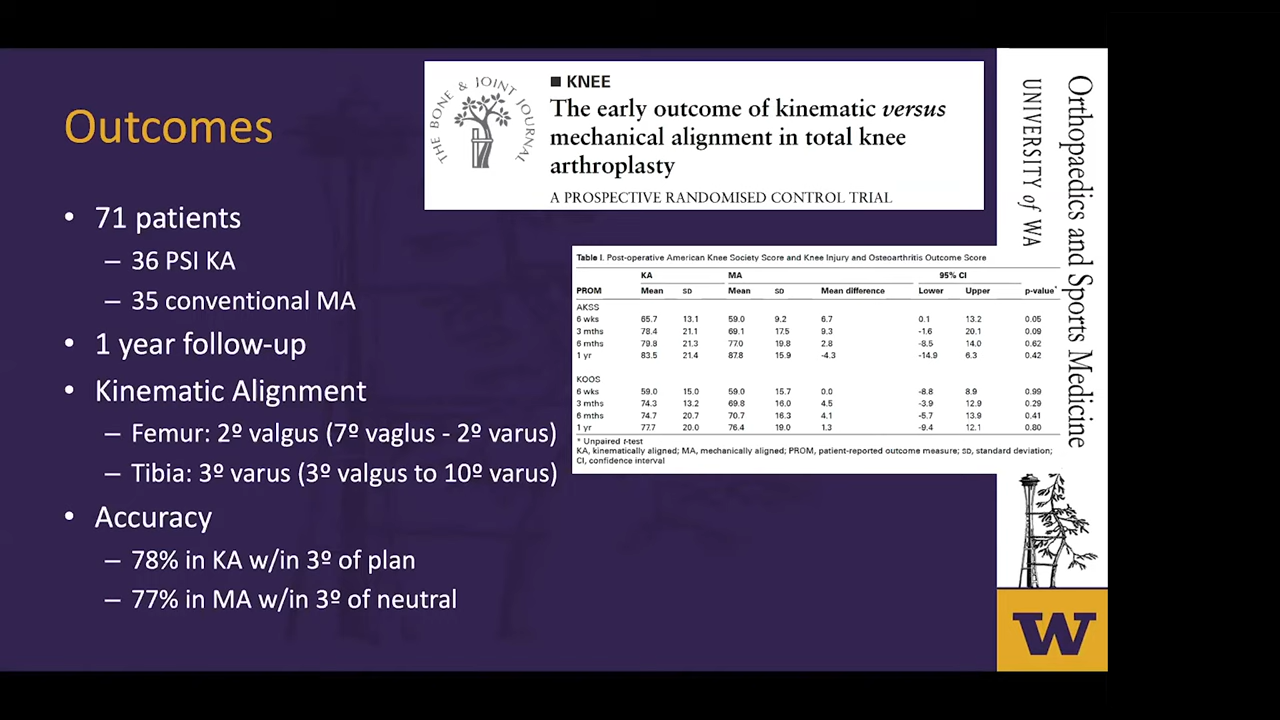 Outcomes
• 71 patients
– 36 PSI KA
– 35 conventional MA
• 1 year follow-up
• Kinematic Alignment
– Femur: 2º valgus (7º vaglus - 2º varus)
– Tibia: 3º varus (3º valgus to 10º varus)
• Accuracy
– 78% in KA w/in 3º of plan
– 77% in MA w/in 3º of neutral
THE BONE & JOINT JOURNAL
■ KNEE
The early outcome of kinematic versus
mechanical alignment in total knee
arthroplasty
A PROSPECTIVE RANDOMISED CONTROL TRIAL
Table I. Post-operative American Knee Society Score and Knee Injury and Osteoarthritis Outcome Score
KA MA 95% CI
PROM Mean SD Mean SD Mean difference Lower Upper p-value*
AKSS
6 wks 65.7 13.1 59.0 9.2 6.7 0.1 13.2 0.05
3 mths 78.4 21.1 69.1 17.5 9.3 -1.6 20.1 0.09
6 mths 79.8 21.3 77.0 19.8 2.8 -8.5 14.0 0.62
1 yr 83.5 21.4 87.8 15.9 -4.3 -14.9 6.3 0.42
KOOS
6 wks 59.0 15.0 59.0 15.7 0.0 -8.8 8.9 0.99
3 mths 74.3 13.2 69.8 16.0 4.5 -3.9 12.9 0.29
6 mths 74.7 20.7 70.7 16.3 4.1 -5.7 13.9 0.41
1 yr 77.7 20.0 76.4 19.0 1.3 -9.4 12.1 0.80
* Unpaired t-test
KA, kinematically aligned; MA, mechanically aligned; PROM, patient-reported outcome measure; SD, standard deviation;
CI, confidence interval
Orthopaedics and Sports Medicine
UNIVERSITY of WA
W